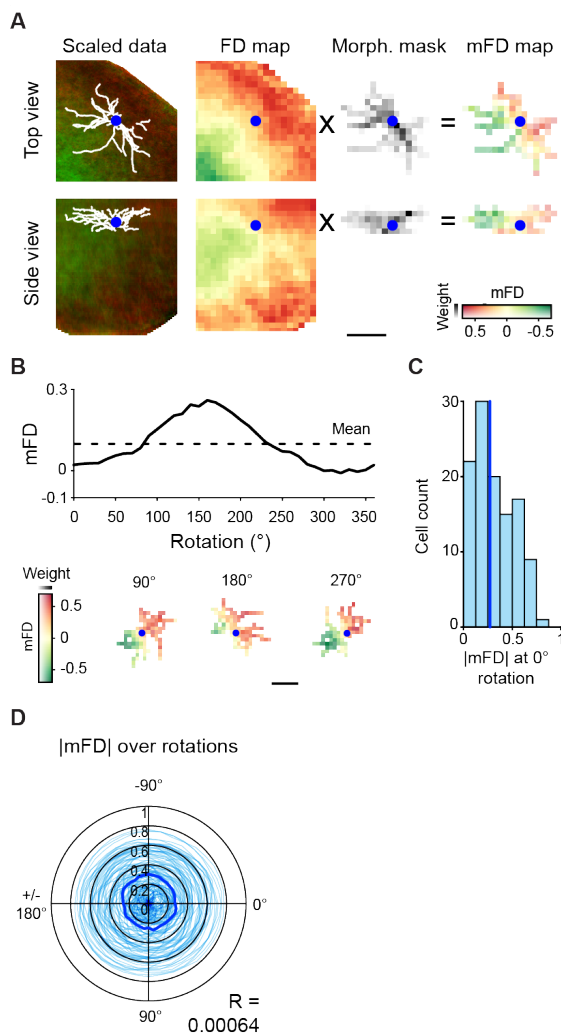 A
Scaled data FD map Morph. mask mFD map
Top view
X =
Side view
X =
Weight
mFD
0.5 0 -0.5
B
0.3
0
-0.1
mFD
Mean
0 50 100 150 200 250 300 350
Rotation (°)
Weight
90° 180° 270°
mFD
0.5
0
-0.5
C
30
20
10
0
Cell count
0 0.5 1
|mFD| at 0°
rotation
D
|mFD| over rotations
-90°
1
0.8
0.6
0.4
0.2
0
+/-
180°
0°
90°
R =
0.00064